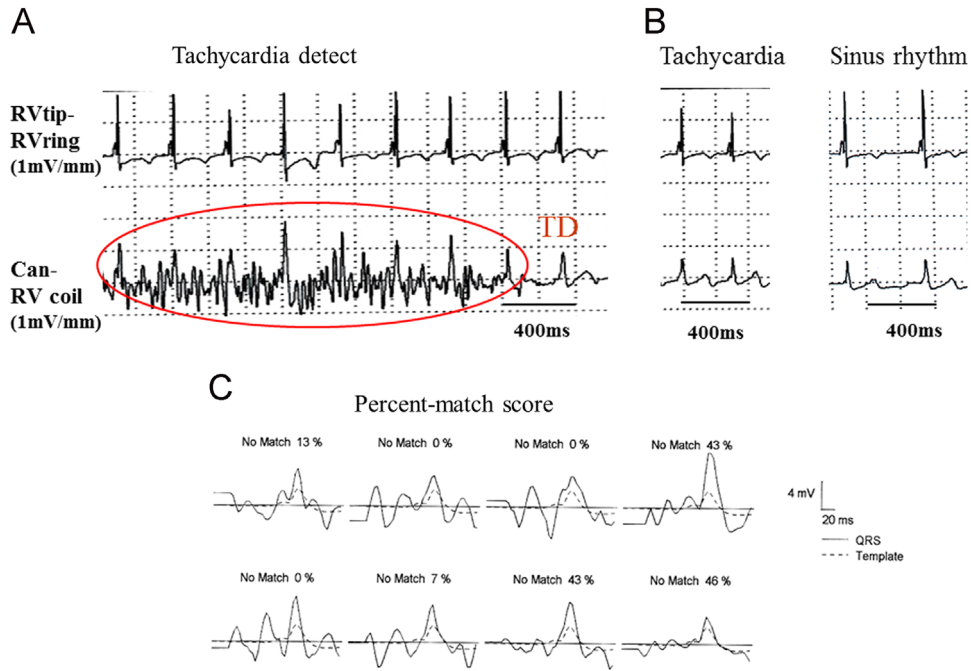 A
Tachycardia detect
RVtip-
RVring
(1mV/mm)
Can-
RV coil
(1mV/mm)
TD
400ms
B
Tachycardia
Sinus rhythm
400ms
400ms
C
Percent-match score
No Match 13 %
No Match 0 %
No Match 0 %
No Match 43 %
4 mV
20 ms
QRS
Template
No Match 0 %
No Match 7 %
No Match 43 %
No Match 46 %